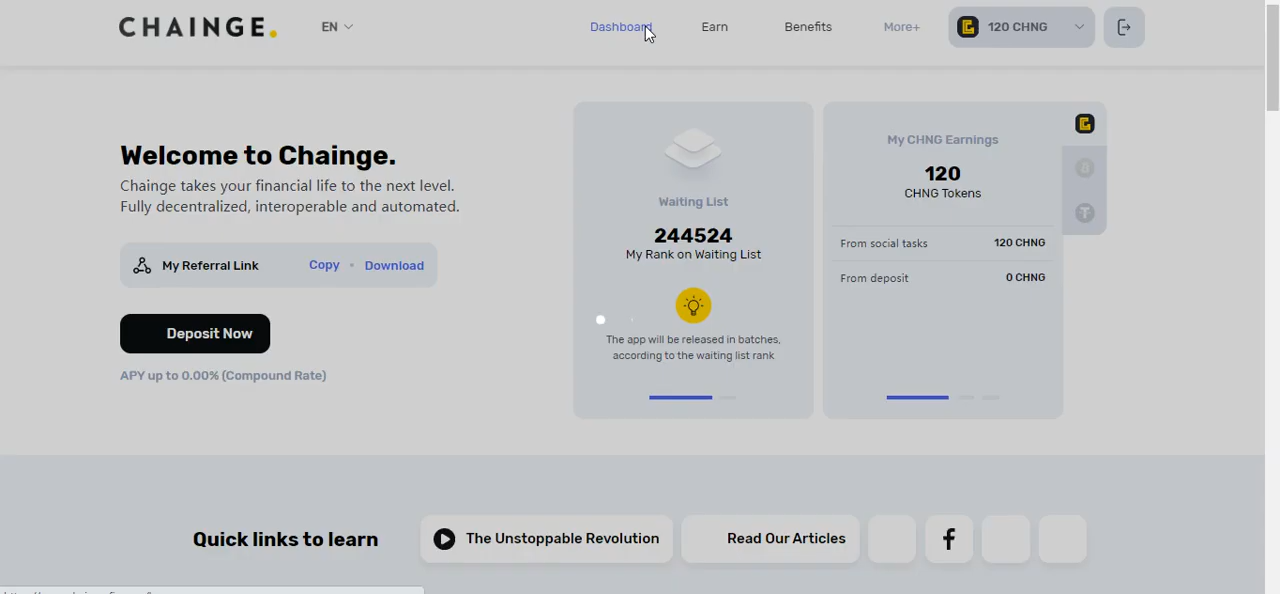 CHAINGE.
EN
Dashboard
Earn
Benefits
More+
120 CHNG
Welcome to Chainge.
Chainge takes your financial life to the next level.
Fully decentralized, interoperable and automated.
My Referral Link
Copy
Download
Deposit Now
APY up to 0.00% (Compound Rate)
Waiting List
244524
My Rank on Waiting List
The app will be released in batches,
according to the waiting list rank
My CHNG Earnings
120
CHNG Tokens
From social tasks 120 CHNG
From deposit 0 CHNG
Quick links to learn
The Unstoppable Revolution
Read Our Articles